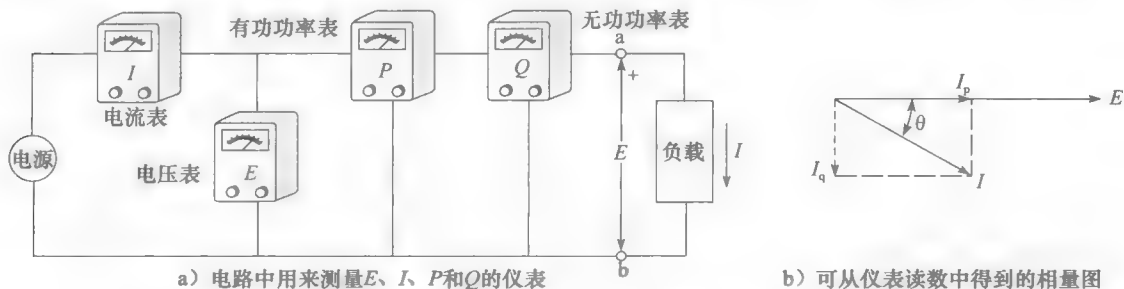 有功功率表
无功功率表
I
电流表
P
Q
a
+
电源
电压表
E
E
负载
I
b
a）电路中用来测量E、I、P和Q的仪表
I_p
E
θ
I_q
I
b）可从仪表读数中得到的相量图